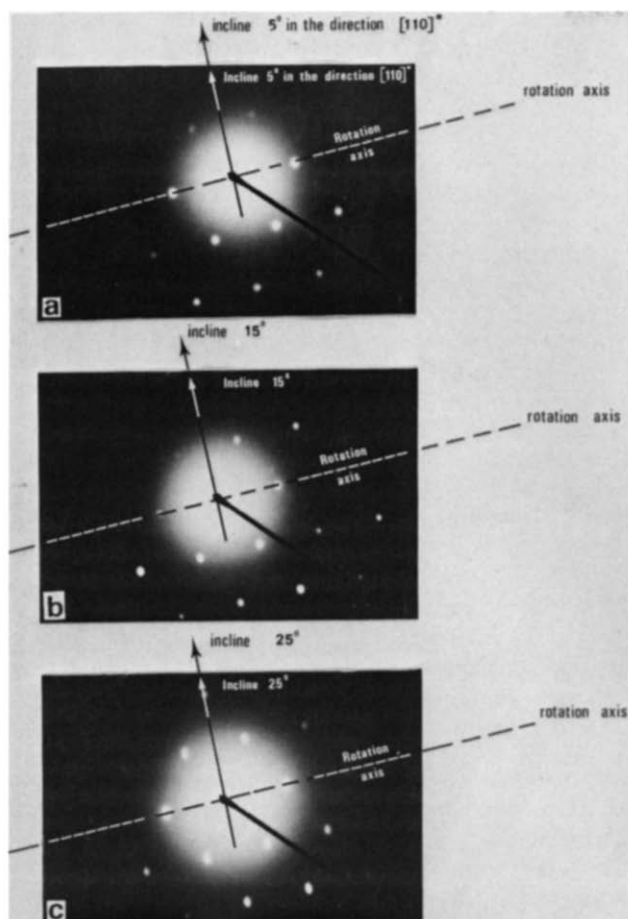 incline 5° in the direction [110]*
Incline 5° in the direction [110]*
rotation axis
Rotation
axis
a
incline 15°
Incline 15°
rotation axis
Rotation
axis
b
incline 25°
Incline 25°
rotation axis
Rotation
axis
c